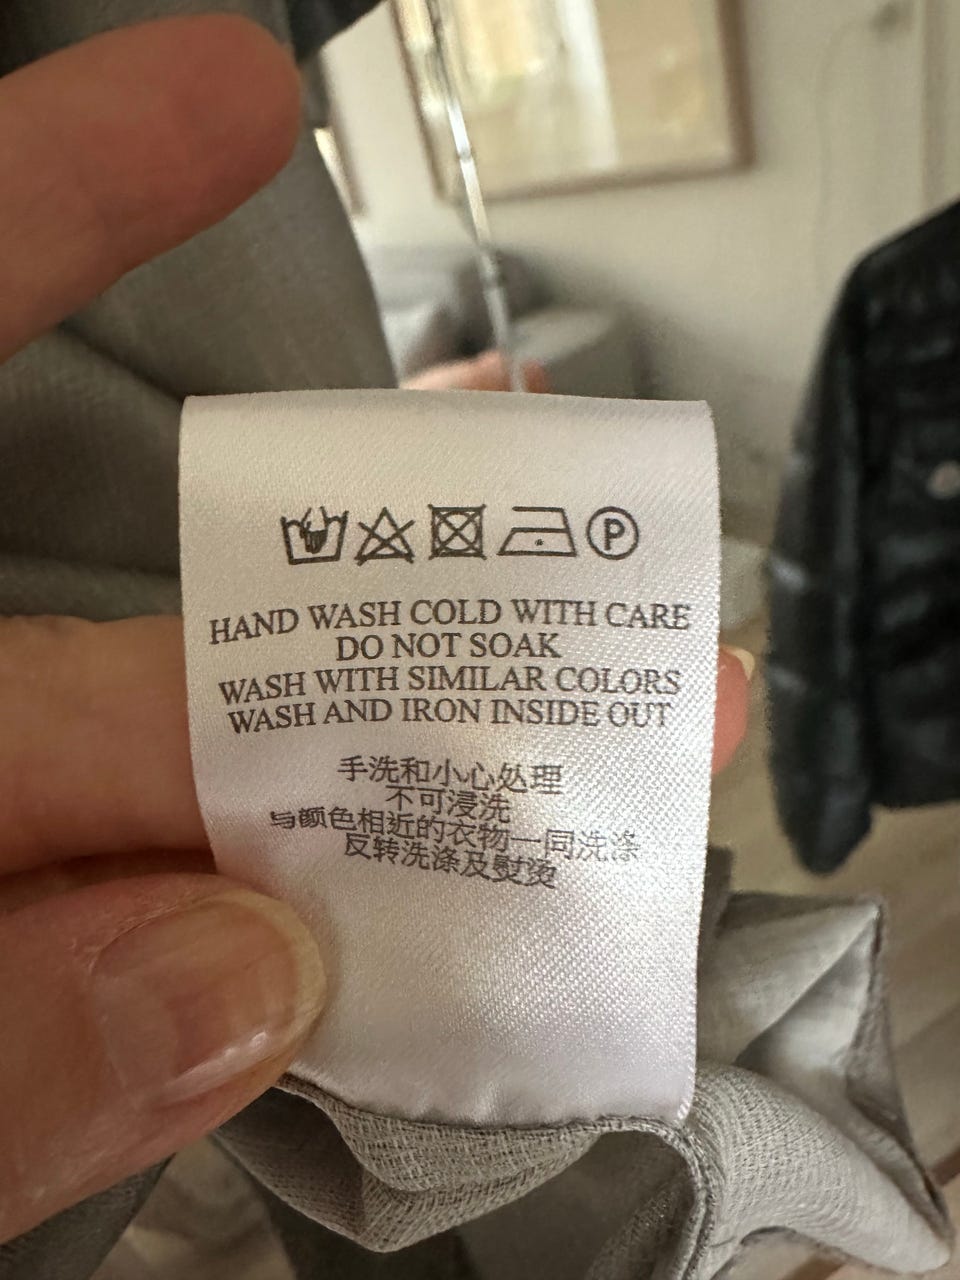 P
HAND WASH COLD WITH CARE
DO NOT SOAK
WASH WITH SIMILAR COLORS
WASH AND IRON INSIDE OUT
手洗和小心处理
不可浸洗
与颜色相近的衣物一同洗涤
反转洗涤及熨烫